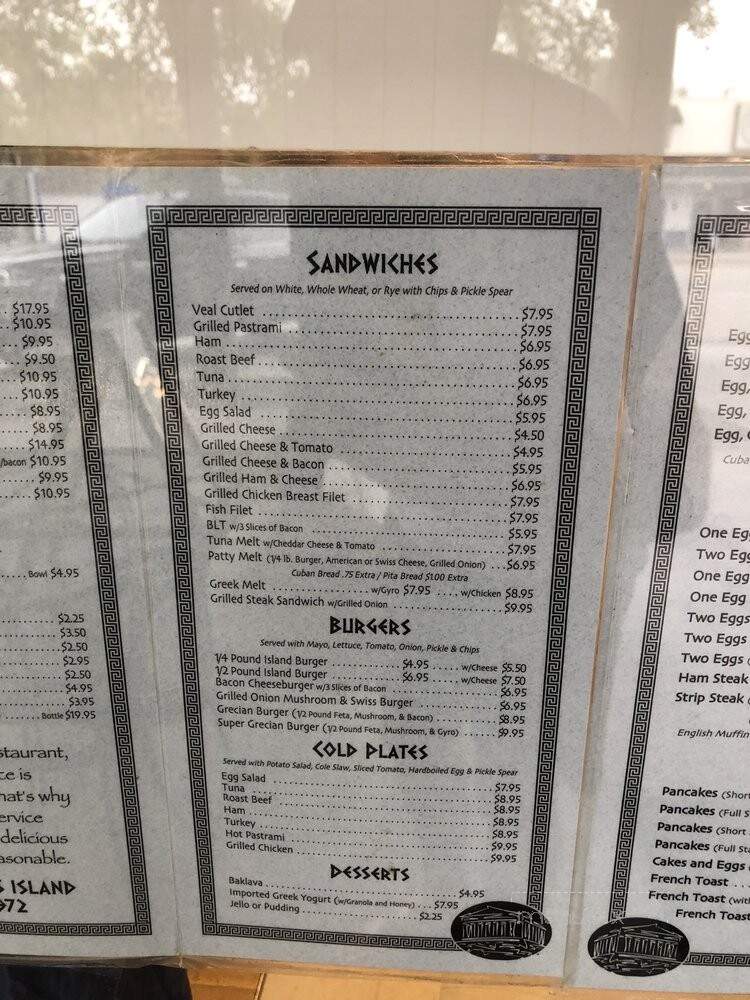 . . $17.95
. . $10.95
. . . $9.95
. . . $9.50
. . . $10.95
. . . $10.95
. . . $8.95
. . . $8.95
. . . $14.95
/bacon $10.95
. . . $9.95
. . . $10.95
. . . . Bowl $4.95
$2.25
$3.50
$2.50
$2.95
$2.50
$4.95
$3.95
Bottle $19.95
staurant,
ce is
hat's why
ervice
delicious
asonable.
S ISLAND
972
SANDWICHES
Served on White, Whole Wheat, or Rye with Chips & Pickle Spear
Veal Cutlet $7.95
Grilled Pastrami $7.95
Ham $6.95
Roast Beef $6.95
Tuna $6.95
Turkey $6.95
Egg Salad $5.95
Grilled Cheese $4.50
Grilled Cheese & Tomato $4.95
Grilled Cheese & Bacon $5.95
Grilled Ham & Cheese $6.95
Grilled Chicken Breast Filet $7.95
Fish Filet $7.95
BLT w/3 Slices of Bacon $5.95
Tuna Melt w/Cheddar Cheese & Tomato $7.95
Patty Melt (1/4 lb. Burger, American or Swiss Cheese, Grilled Onion) $6.95
Cuban Bread .75 Extra / Pita Bread $1.00 Extra
Greek Melt w/Gyro $7.95 w/Chicken $8.95
Grilled Steak Sandwich w/Grilled Onion $9.95
BURGERS
Served with Mayo, Lettuce, Tomato, Onion, Pickle & Chips
1/4 Pound Island Burger $4.95 w/Cheese $5.50
1/2 Pound Island Burger $6.95 w/Cheese $7.50
Bacon Cheeseburger w/3 Slices of Bacon $6.95
Grilled Onion Mushroom & Swiss Burger $6.95
Grecian Burger (1/2 Pound Feta, Mushroom, & Bacon) $8.95
Super Grecian Burger (1/2 Pound Feta, Mushroom, & Gyro) $9.95
COLD PLATES
Served with Potato Salad, Cole Slaw, Sliced Tomato, Hardboiled Egg & Pickle Spear
Egg Salad $7.95
Tuna $8.95
Roast Beef $8.95
Ham $8.95
Turkey $8.95
Hot Pastrami $9.95
Grilled Chicken $9.95
DESSERTS
Baklava $4.95
Imported Greek Yogurt (w/Granola and Honey) $7.95
Jello or Pudding $2.25
Egg
Egg
Egg,
Egg,
Egg,
Cuba
One Eg
Two Eg
One Egg
One Egg
Two Eggs
Two Eggs
Two Eggs
Ham Steak
Strip Steak
English Muffin
Pancakes (Shor
Pancakes (Full S
Pancakes (Short
Pancakes (Full Sta
Cakes and Eggs
French Toast
French Toast (with
French Toast